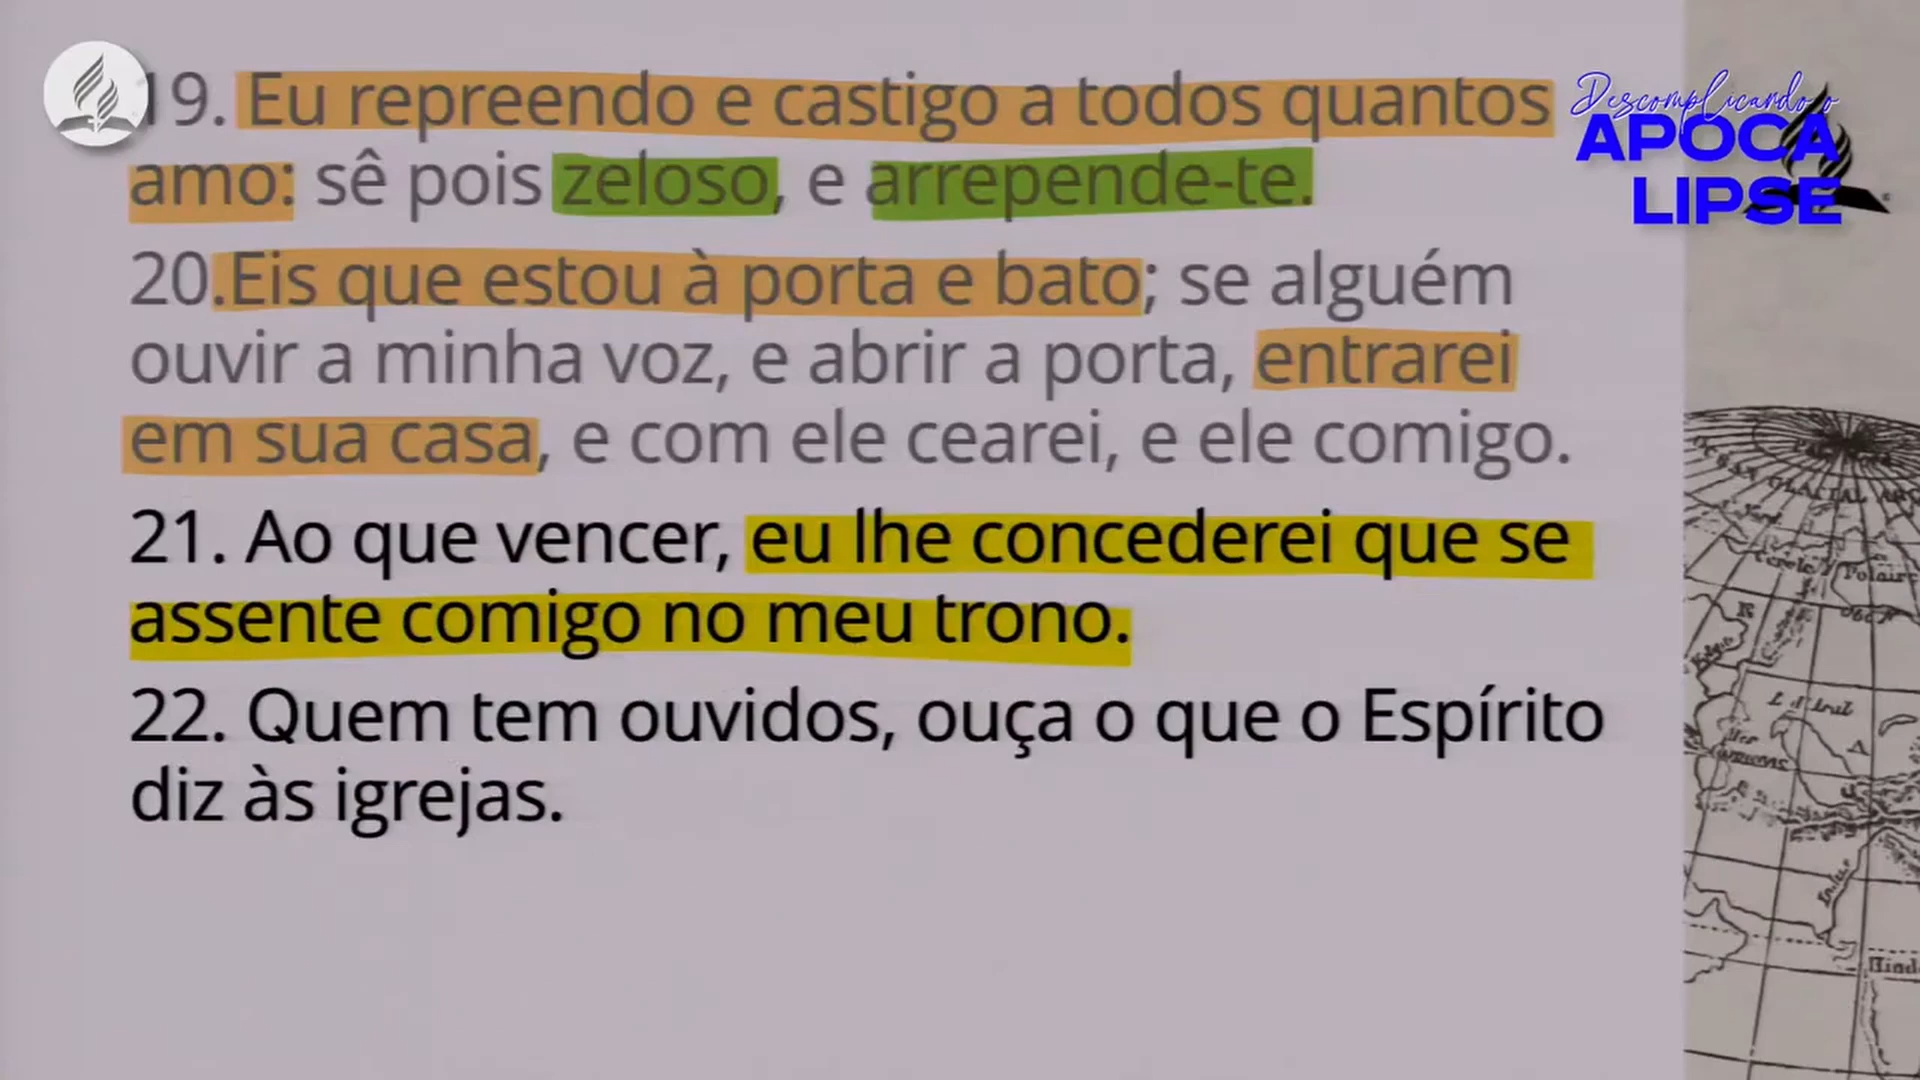 19. Eu repreendo e castigo a todos quantos
amo: sê pois zeloso, e arrepende-te.
20.Eis que estou à porta e bato; se alguém
ouvir a minha voz, e abrir a porta, entrarei
em sua casa, e com ele cearei, e ele comigo.
21. Ao que vencer, eu lhe concederei que se
assente comigo no meu trono.
22. Quem tem ouvidos, ouça o que o Espírito
diz às igrejas.
Descomplicando o
APOCA
LIPSE